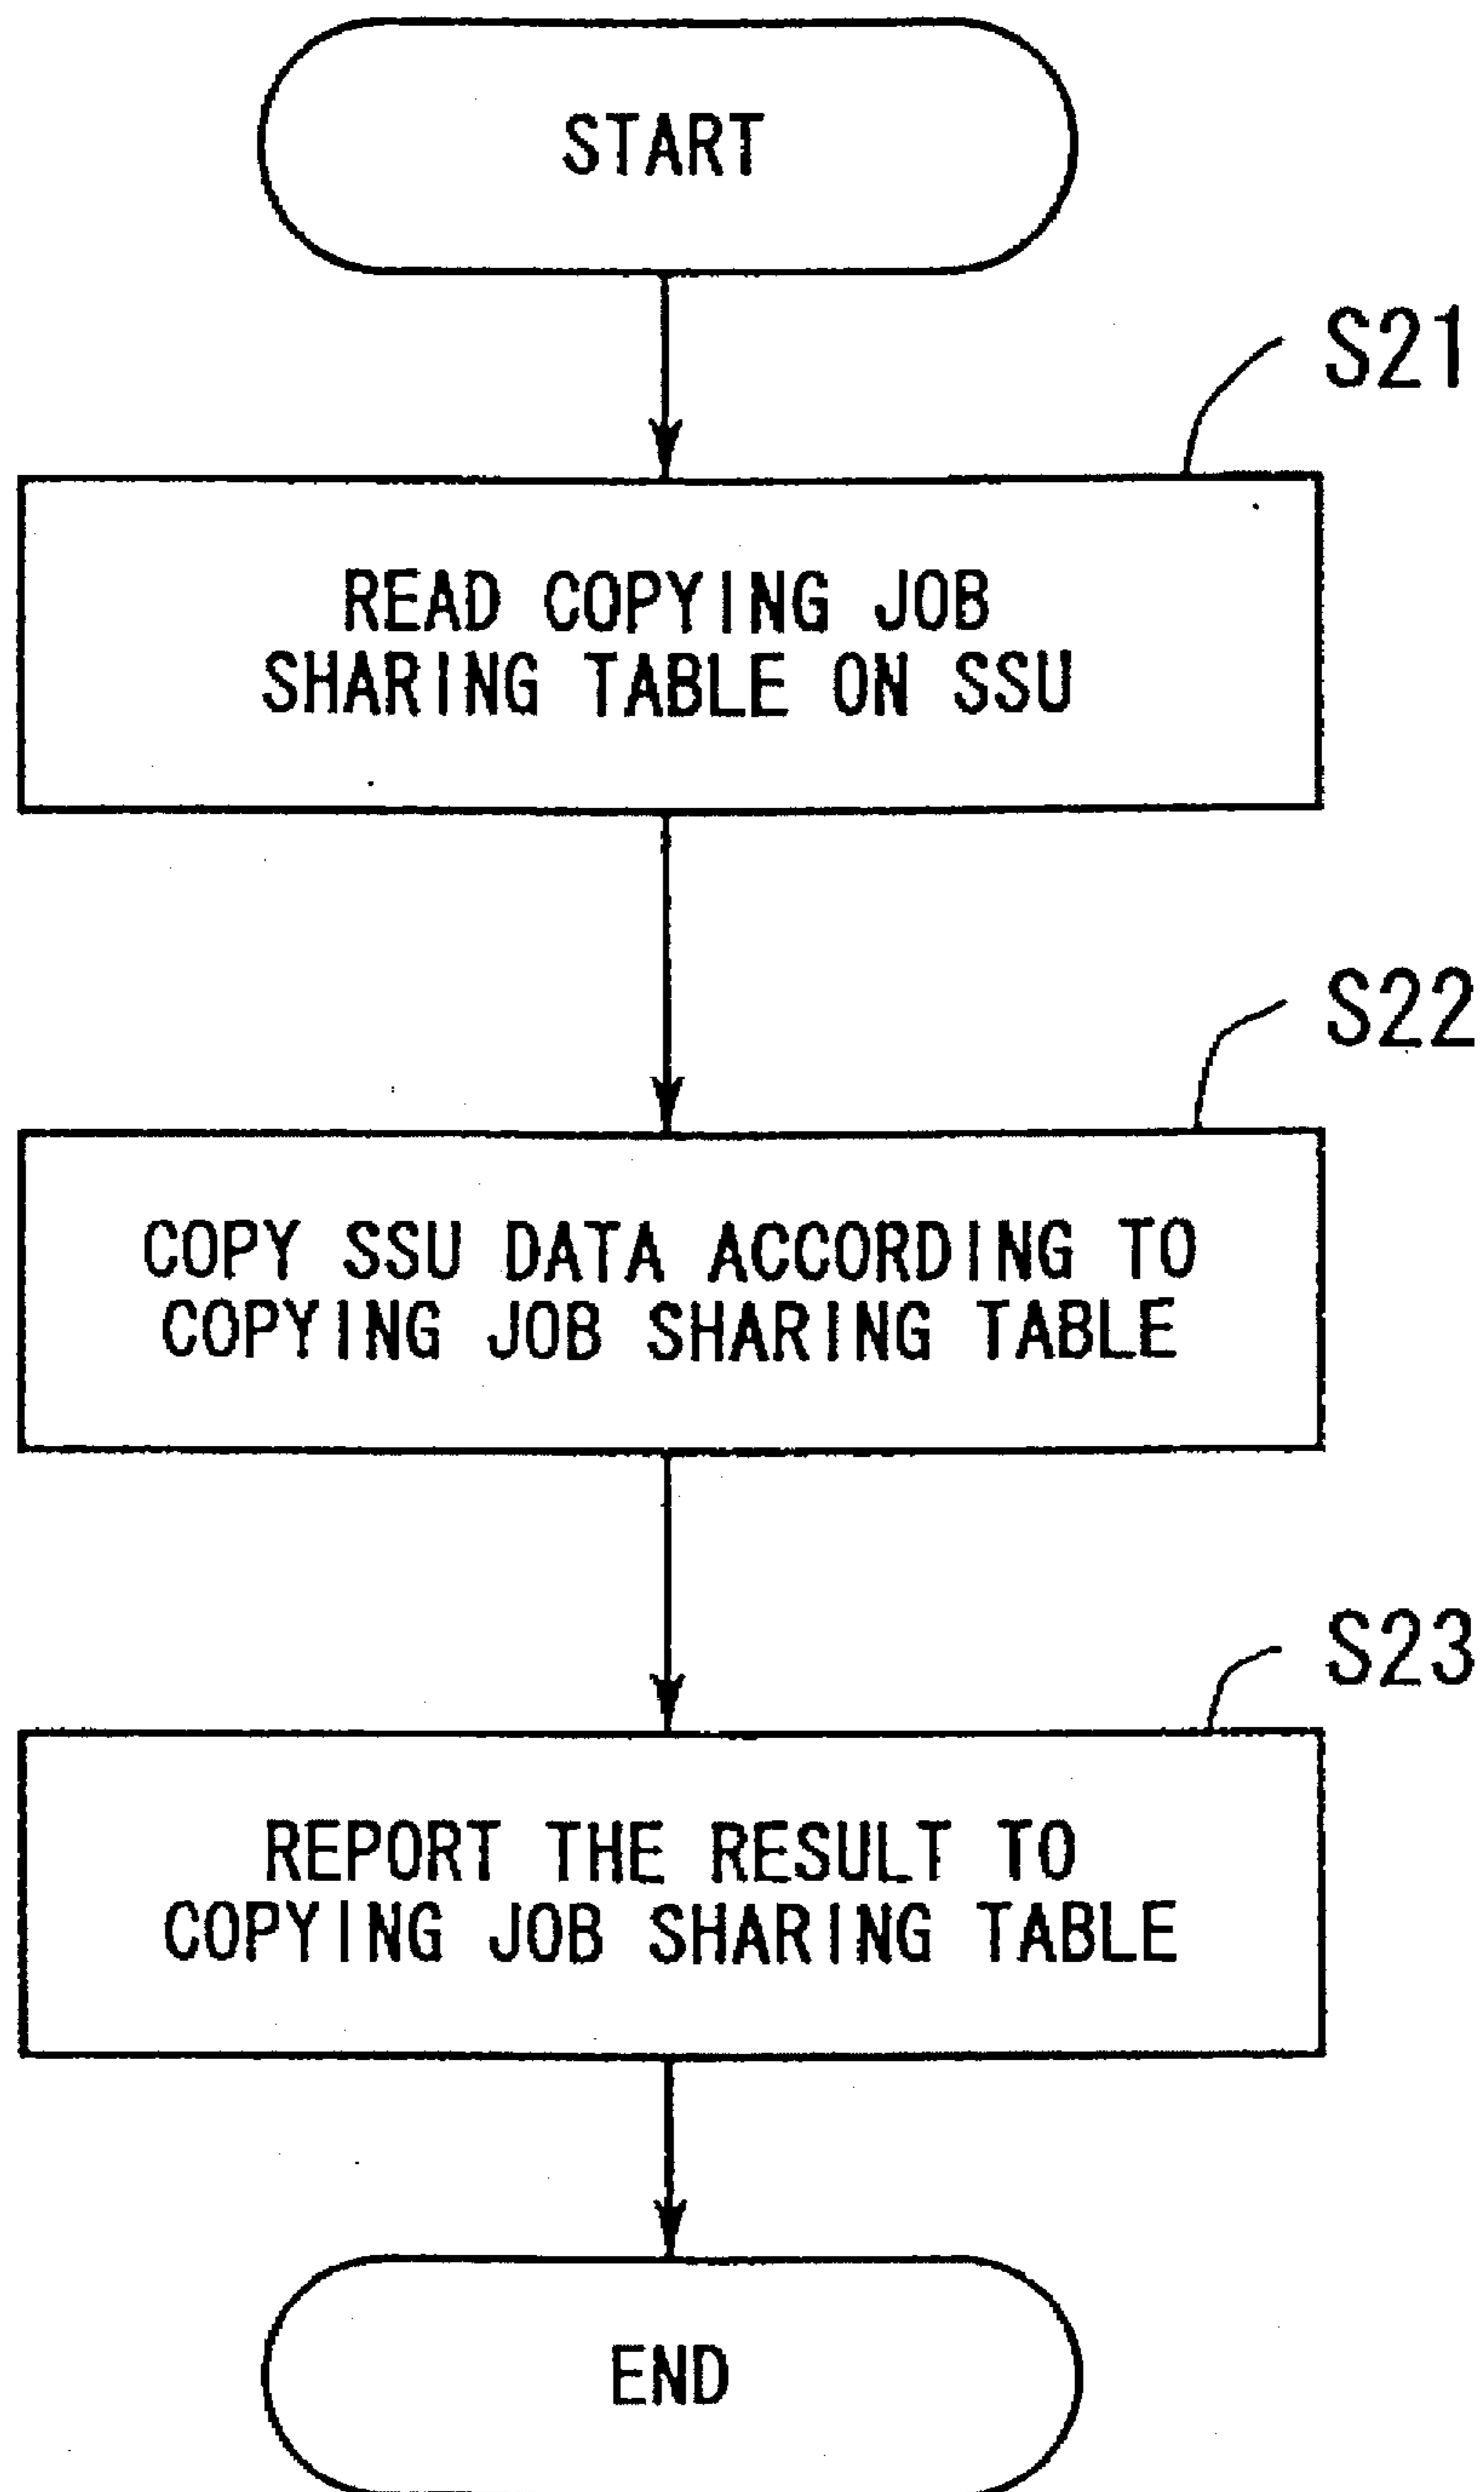 START
S21
READ COPYING JOB
SHARING TABLE ON SSU
S22
COPY SSU DATA ACCORDING TO
COPYING JOB SHARING TABLE
S23
REPORT THE RESULT TO
COPYING JOB SHARING TABLE
END